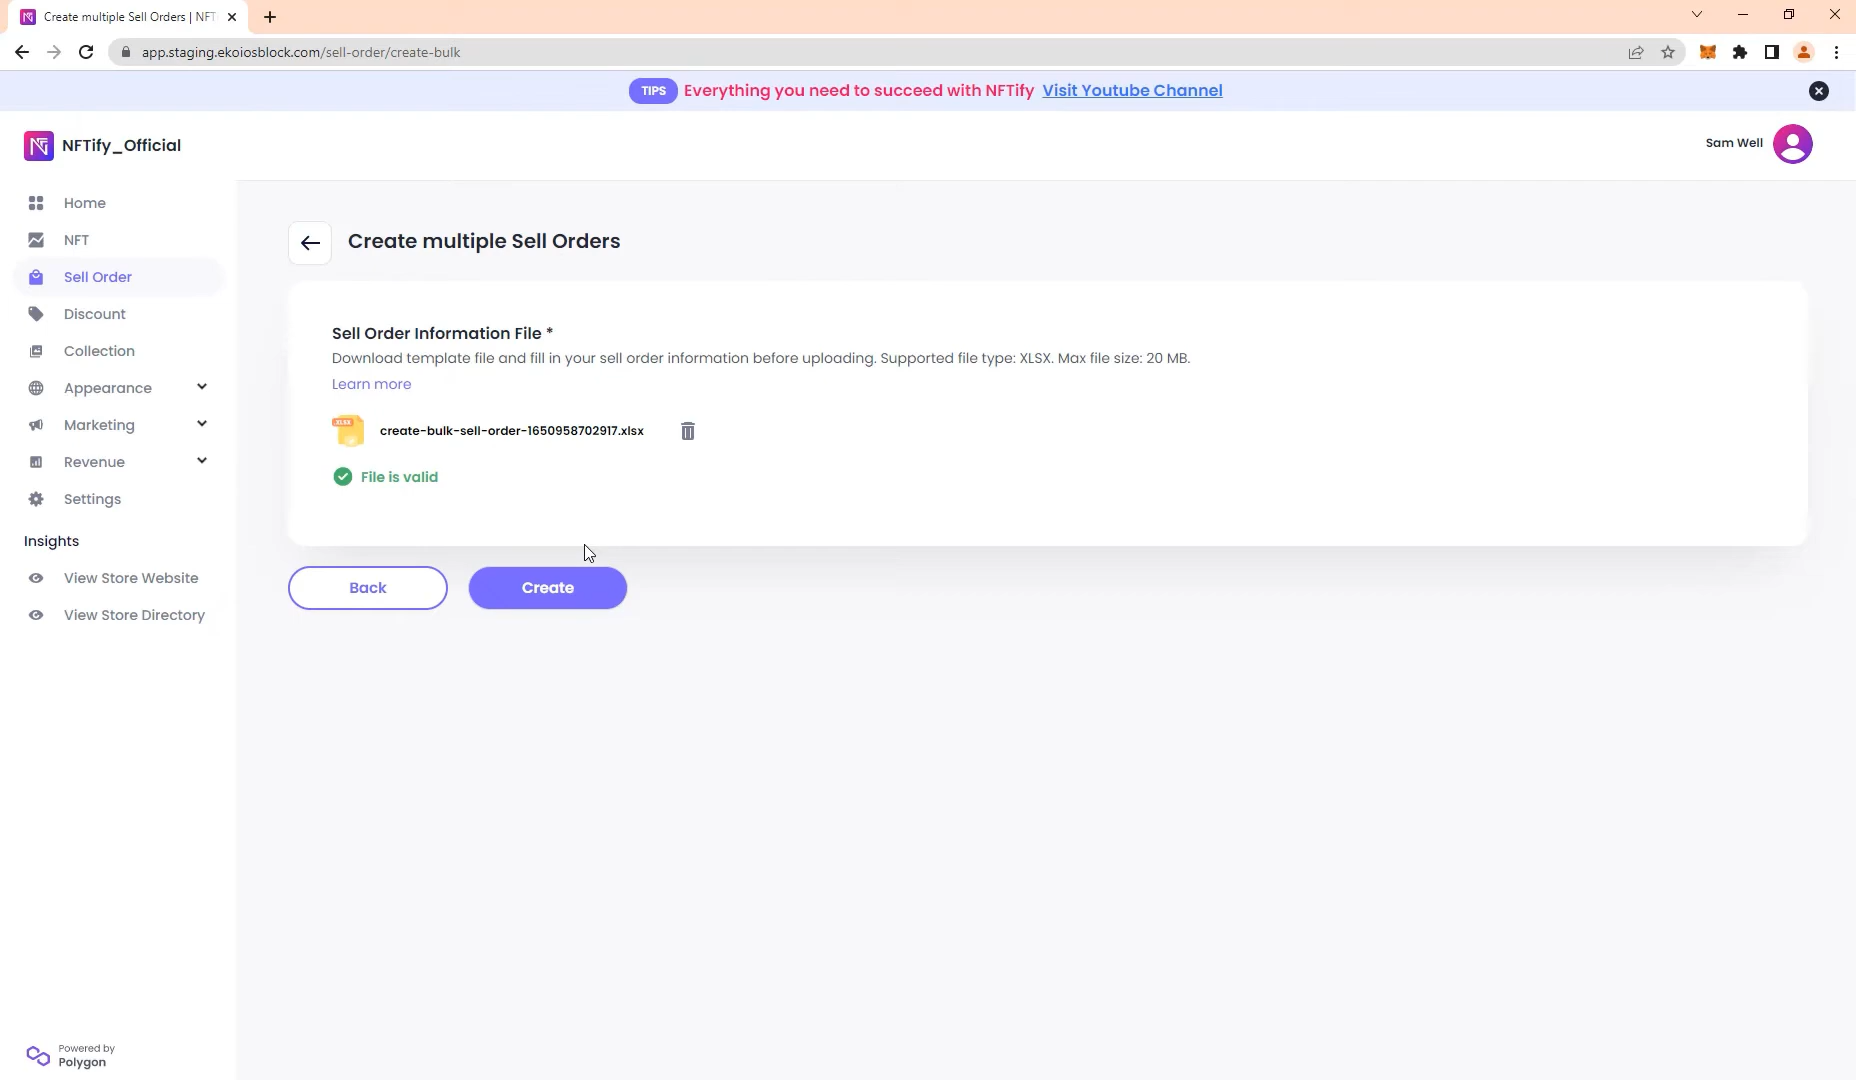 Create multiple Sell Orders | NFT
app.staging.ekoiosblock.com/sell-order/create-bulk
TIPS Everything you need to succeed with NFTify Visit Youtube Channel
NFTify_Official
Sam Well
Home
NFT
Sell Order
Discount
Collection
Appearance
Marketing
Revenue
Settings
Insights
View Store Website
View Store Directory
Powered by
Polygon
Create multiple Sell Orders
Sell Order Information File *
Download template file and fill in your sell order information before uploading. Supported file type: XLSX. Max file size: 20 MB.
Learn more
XLSX
create-bulk-sell-order-1650958702917.xlsx
File is valid
Back
Create